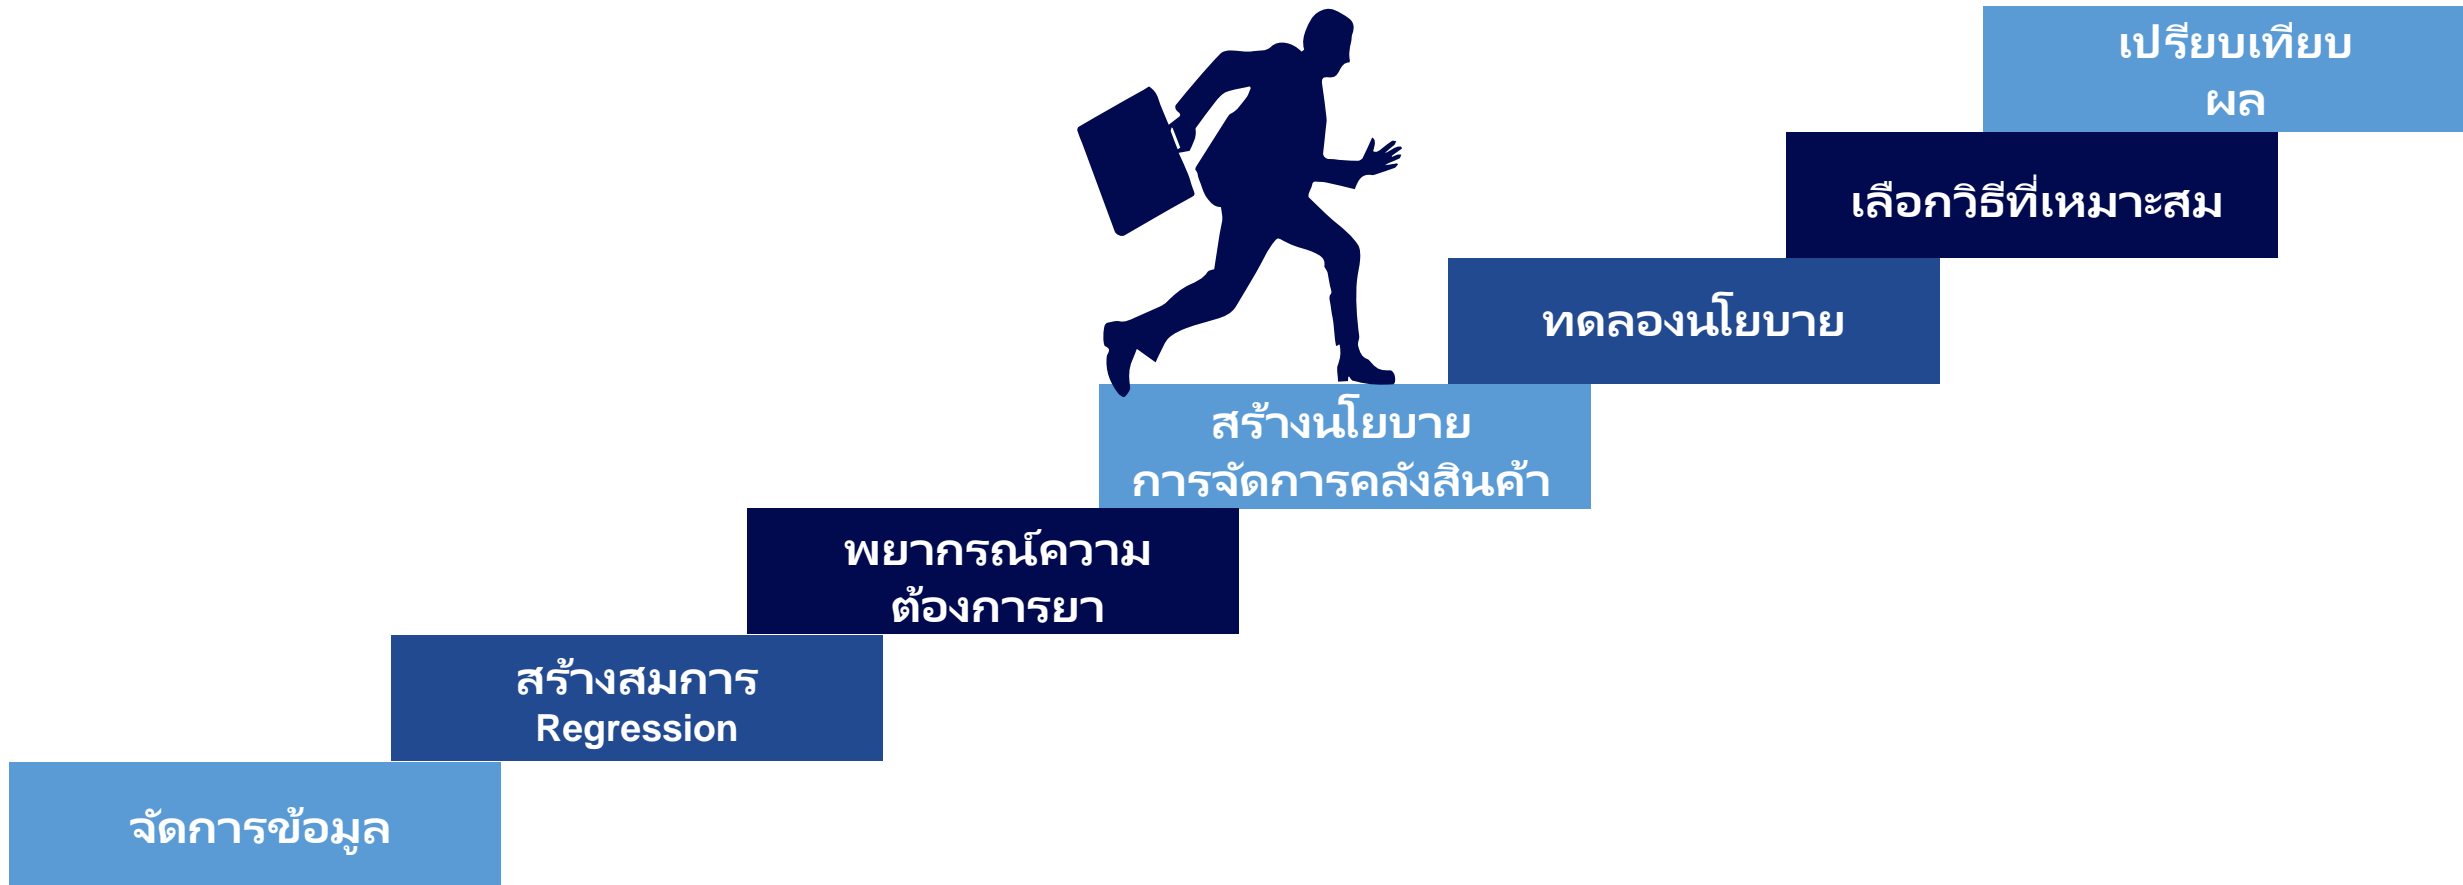 เปรียบเทียบ
ผล
เลือกวิธีที่เหมาะสม
ทดลองนโยบาย
สร้างนโยบาย
การจัดการคลังสินค้า
พยากรณ์ความ
ต้องการยา
สร้างสมการ
Regression
จัดการข้อมูล